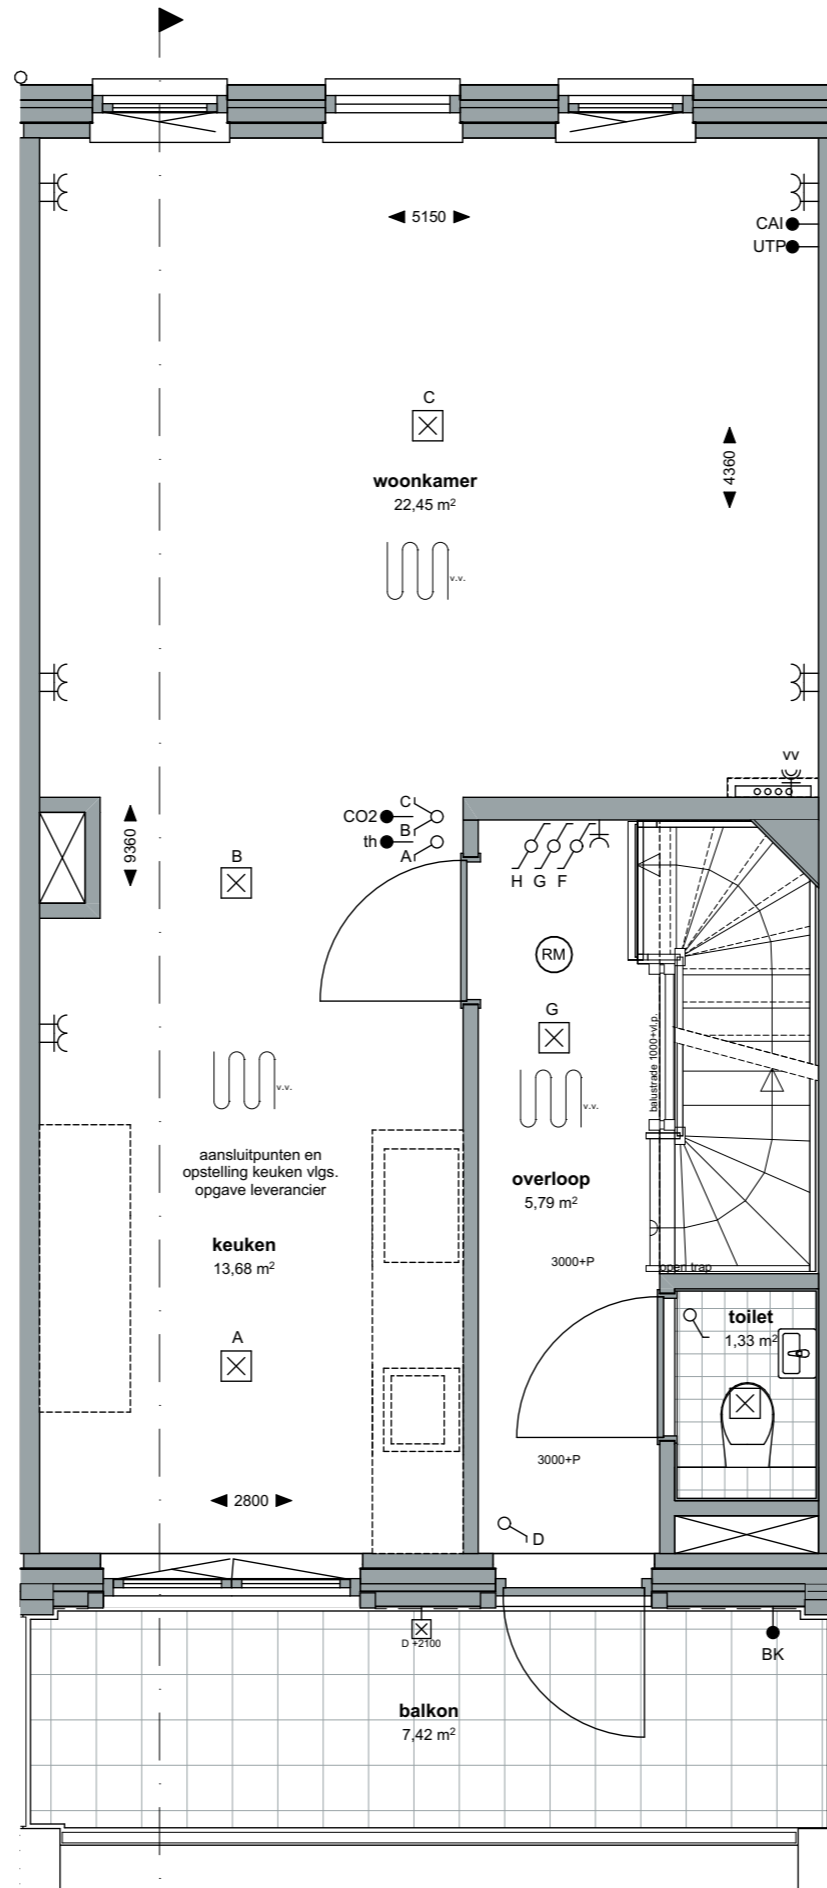 5150
CAI
UTP
C
4360
woonkamer
22,45 m²
v.v.
vv
CO2
C
B
th
A
9360
B
H G F
RM
G
balustrade 1000+vl.p.
v.v.
v.v.
aansluitpunten en
opstelling keuken vlgs.
opgave leverancier
overloop
5,79 m²
keuken
13,68 m²
3000+P
open trap
toilet
1,33 m²
A
3000+P
2800
D
D +2100
BK
balkon
7,42 m²